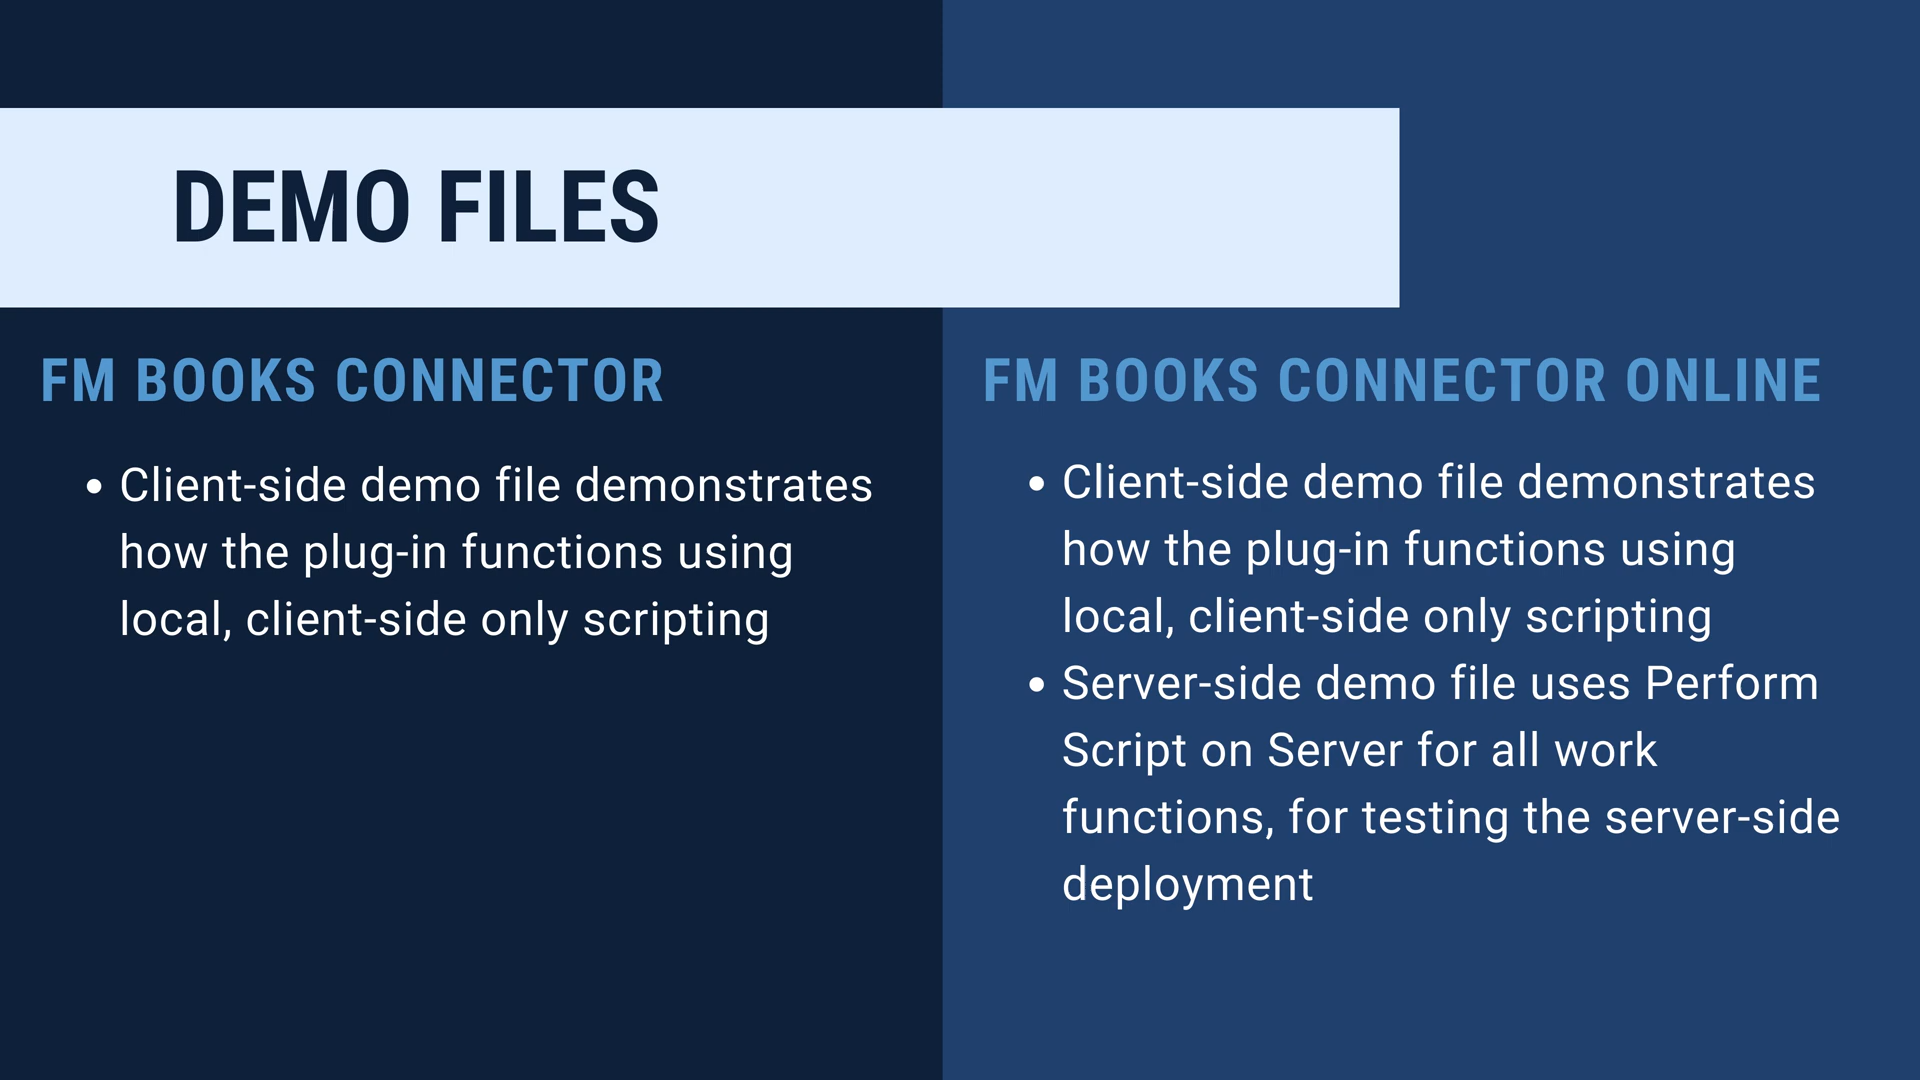 DEMO FILES
FM BOOKS CONNECTOR
• Client-side demo file demonstrates
how the plug-in functions using
local, client-side only scripting
FM BOOKS CONNECTOR ONLINE
• Client-side demo file demonstrates
how the plug-in functions using
local, client-side only scripting
• Server-side demo file uses Perform
Script on Server for all work
functions, for testing the server-side
deployment